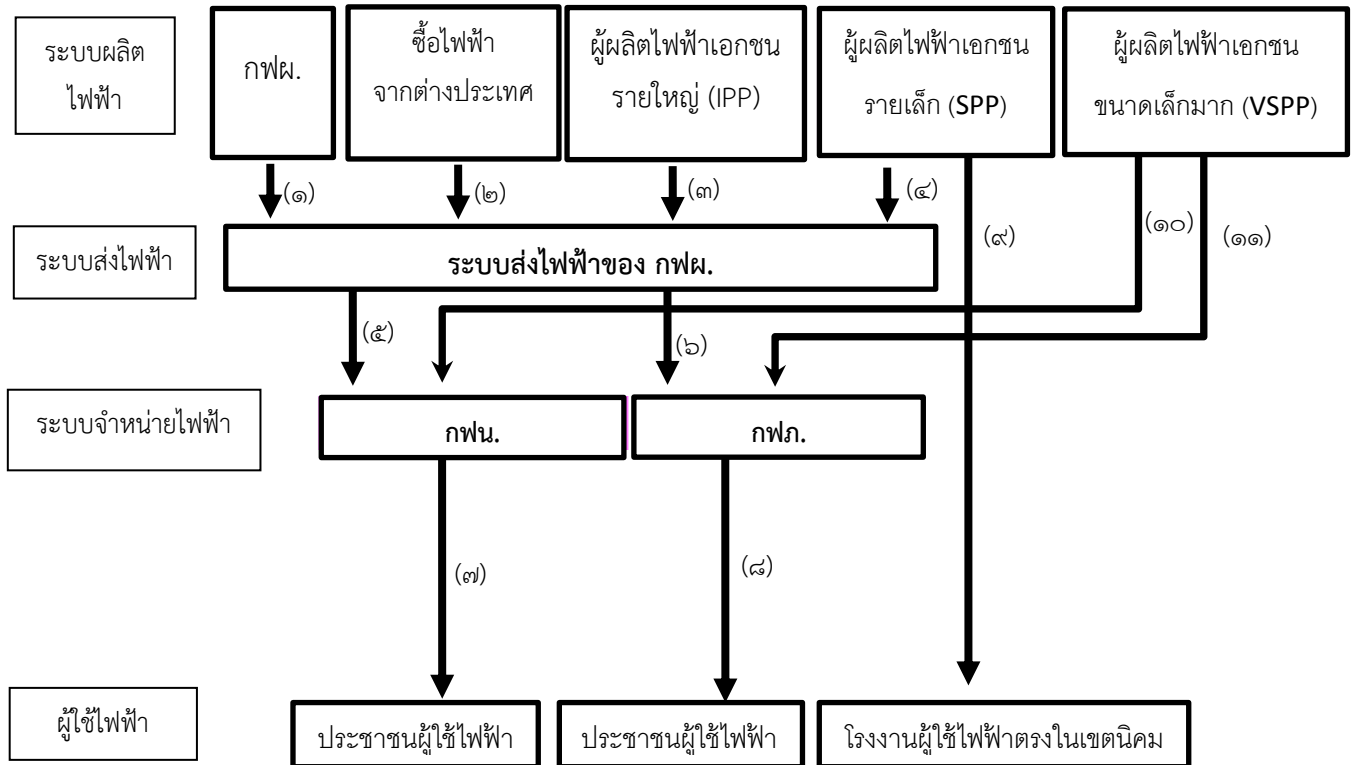 ระบบผลิต
ไฟฟ้า
กฟผ.
ซื้อไฟฟ้า
จากต่างประเทศ
ผู้ผลิตไฟฟ้าเอกชน
รายใหญ่ (IPP)
ผู้ผลิตไฟฟ้าเอกชน
รายเล็ก (SPP)
ผู้ผลิตไฟฟ้าเอกชน
ขนาดเล็กมาก (VSPP)
(๑)
(๒)
(๓)
(๔)
(๙)
(๑๐)
(๑๑)
ระบบส่งไฟฟ้า
ระบบส่งไฟฟ้าของ กฟผ.
(๕)
(๖)
ระบบจำหน่ายไฟฟ้า
กฟน.
กฟภ.
(๗)
(๘)
ผู้ใช้ไฟฟ้า
ประชาชนผู้ใช้ไฟฟ้า
ประชาชนผู้ใช้ไฟฟ้า
โรงงานผู้ใช้ไฟฟ้าตรงในเขตนิคม